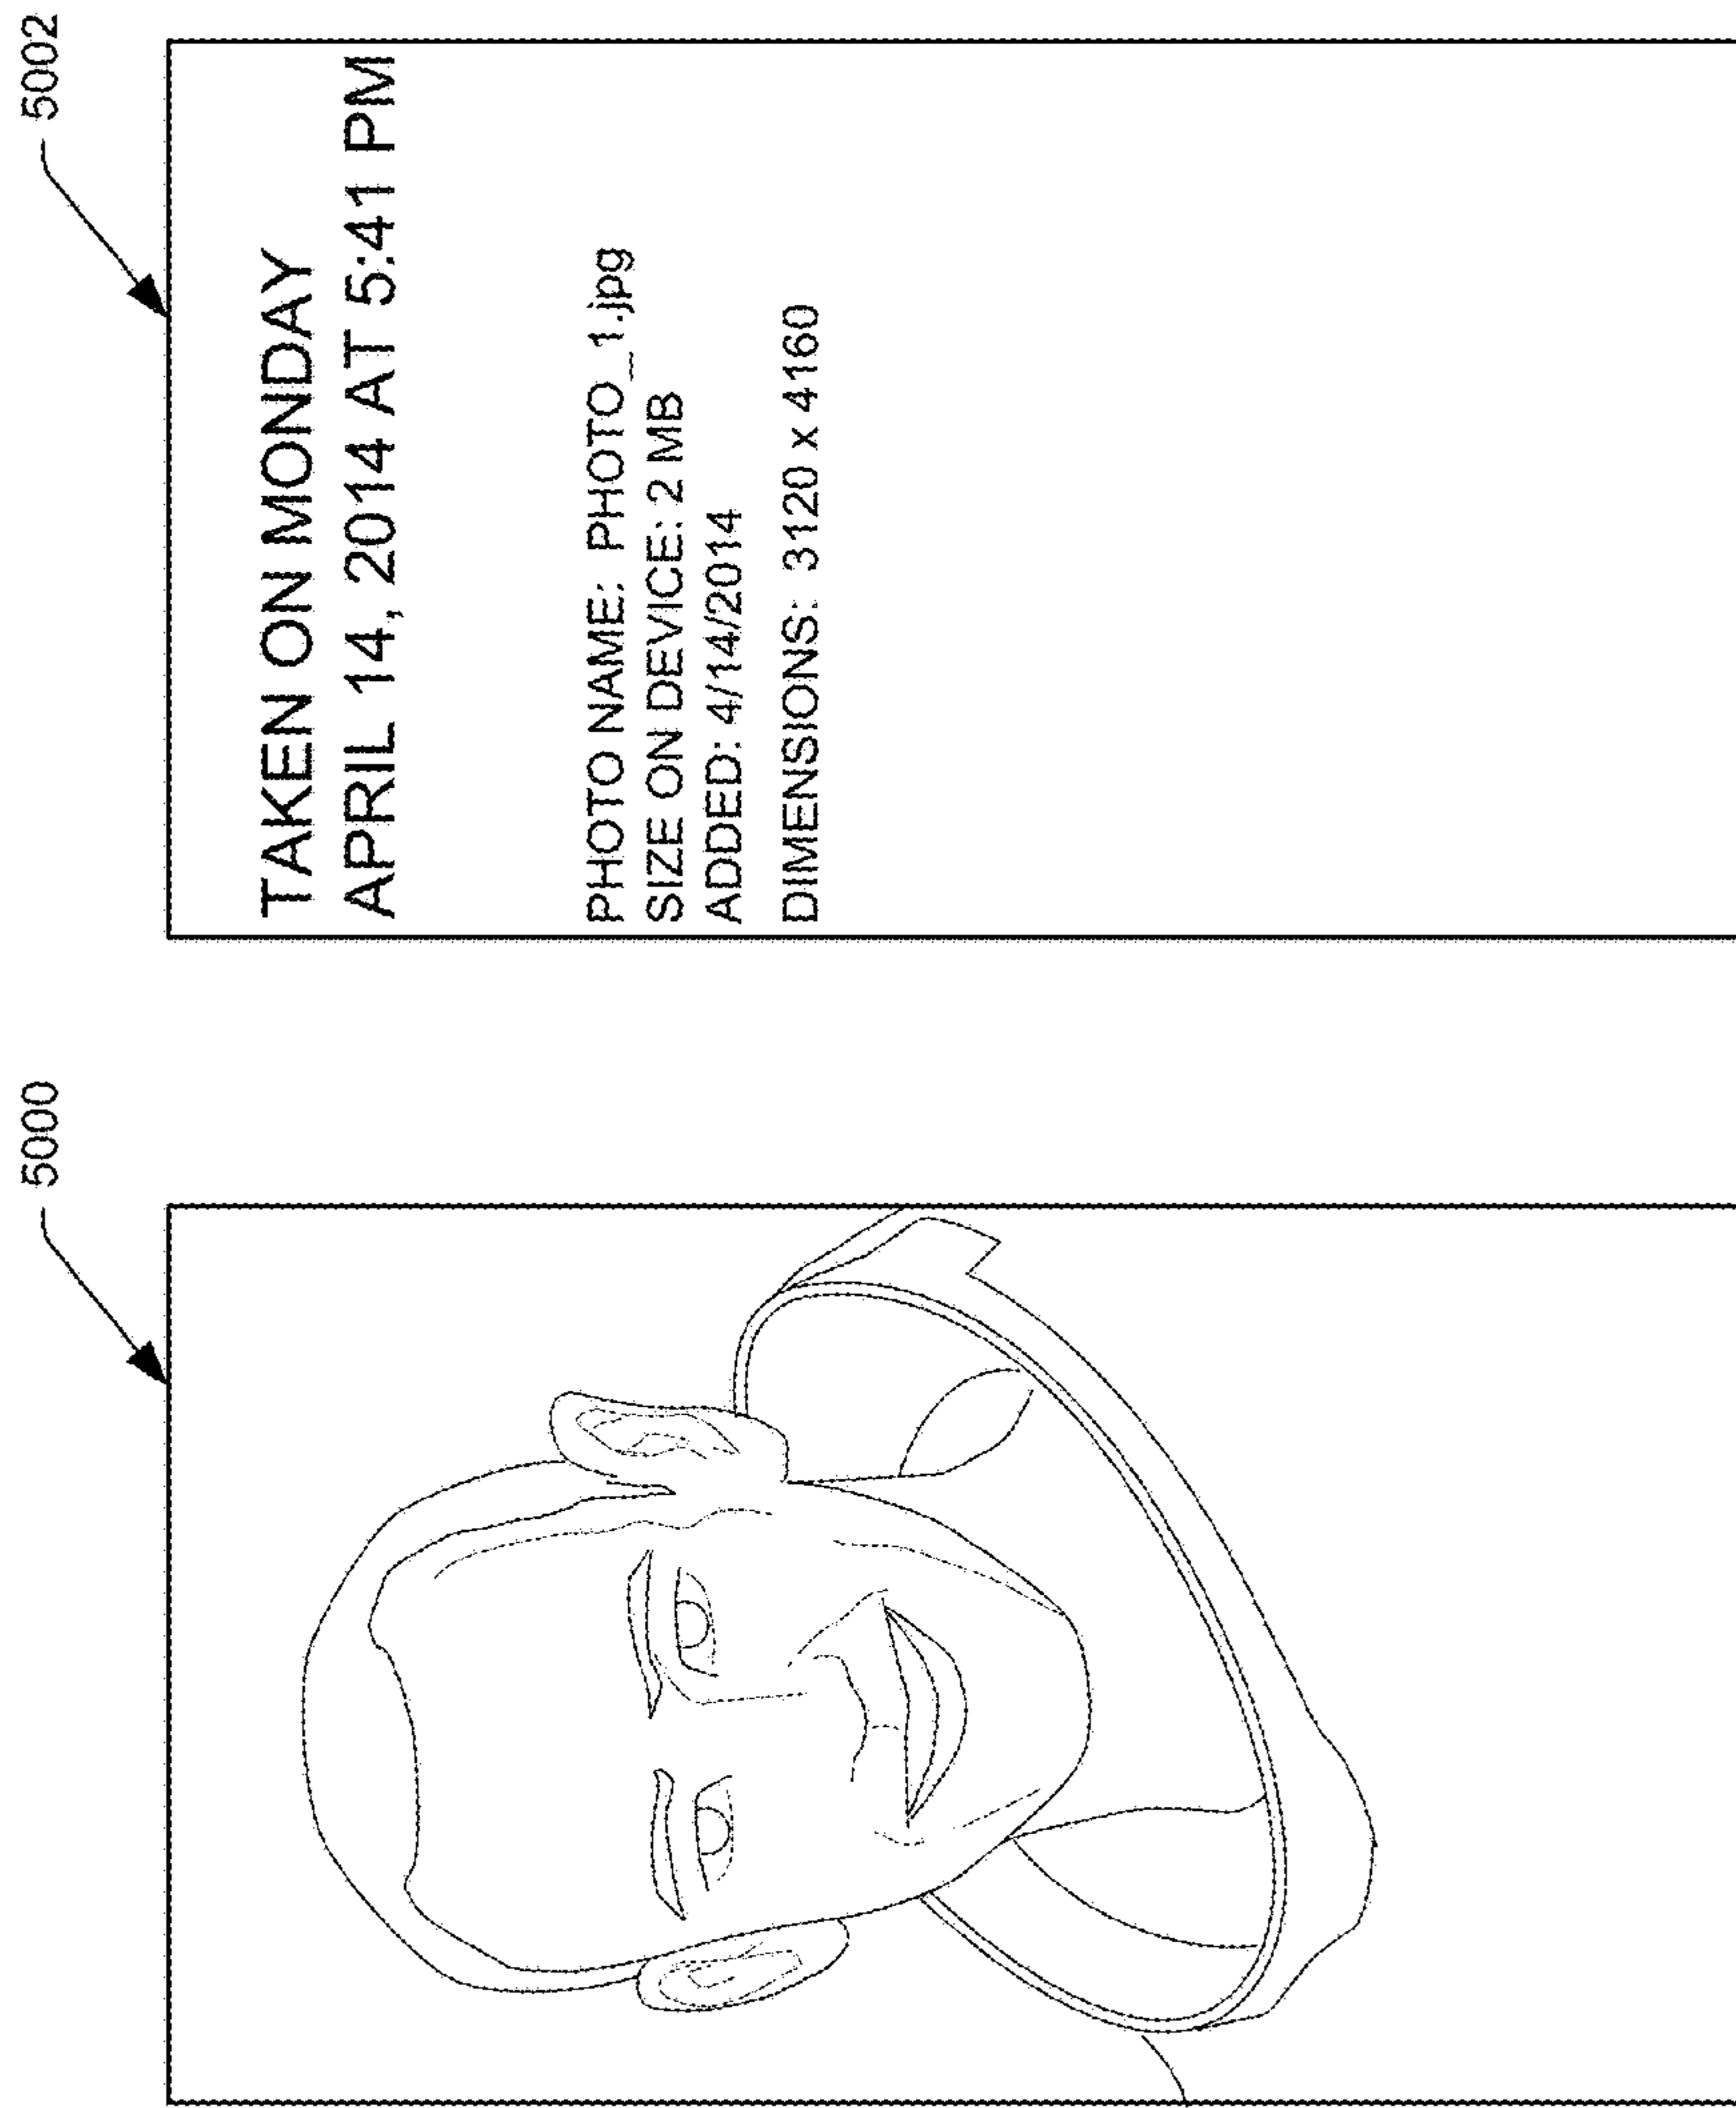 5000
5002
TAKEN ON MONDAY
APRIL 14, 2014 AT 5:41 PM
PHOTO NAME: PHOTO_1.jpg
SIZE ON DEVICE: 2 MB
ADDED: 4/14/2014
DIMENSIONS: 3120 x 4160